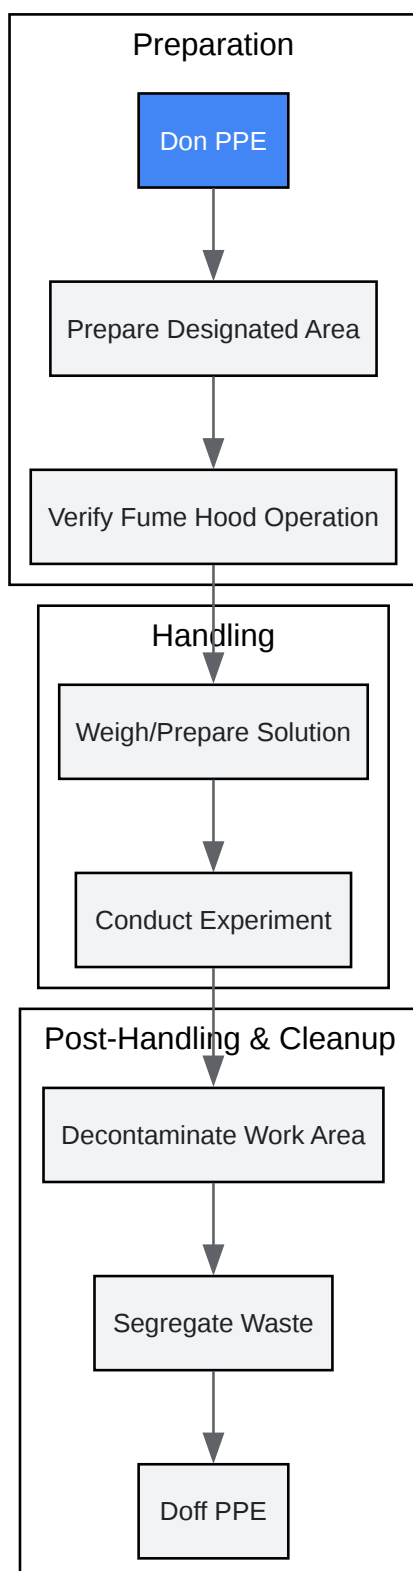 Preparation
Don PPE
Prepare Designated Area
Verify Fume Hood Operation
Handling
Weigh/Prepare Solution
Conduct Experiment
Post-Handling & Cleanup
Decontaminate Work Area
Segregate Waste
Doff PPE